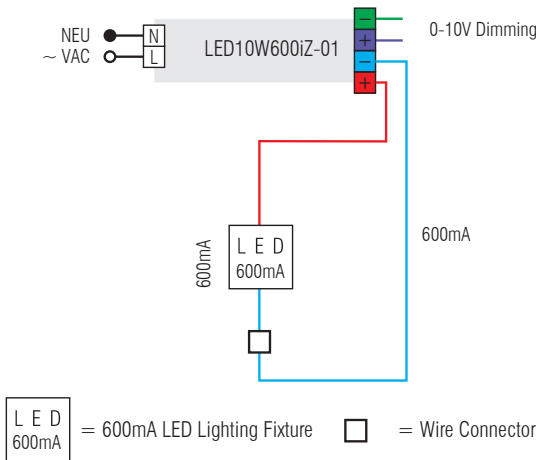 NEU
N
~ VAC
L
LED10W600iZ-01
−
+
−
+
0-10V Dimming
600mA
L E D
600mA
600mA
L E D
600mA
= 600mA LED Lighting Fixture
= Wire Connector